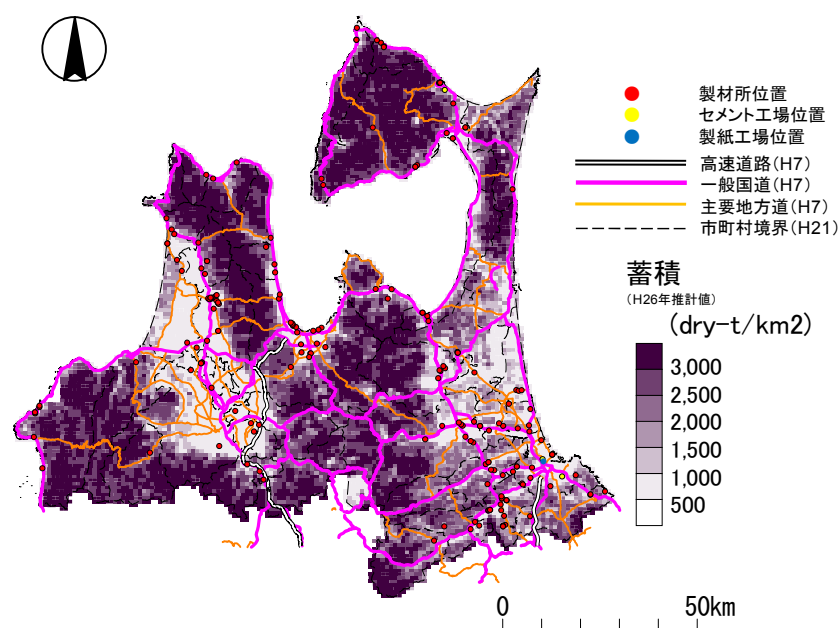 製材所位置
セメント工場位置
製紙工場位置
高速道路(H7)
一般国道(H7)
主要地方道(H7)
市町村境界(H21)
蓄積
(H26年推計値)
(dry-t/km2)
3,000
2,500
2,000
1,500
1,000
500
0 50km